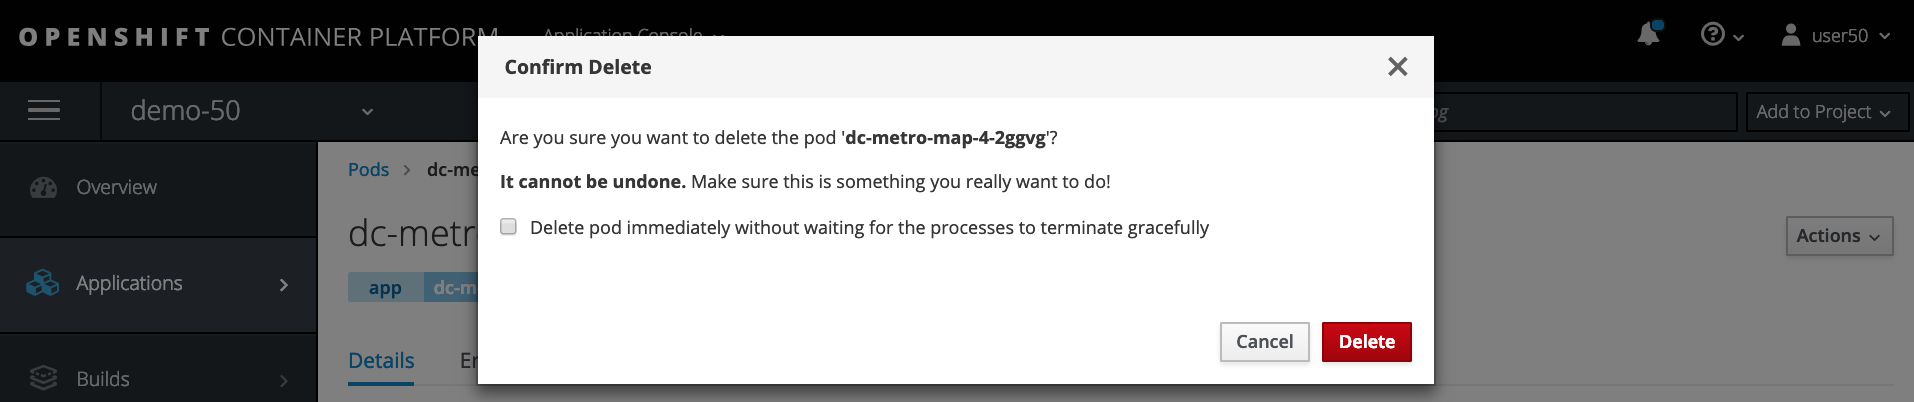 OPENSHIFT CONTAINER PLATFORM
Application Console
user50
demo-50
Add to Project
Confirm Delete
Are you sure you want to delete the pod 'dc-metro-map-4-2ggvg'?
It cannot be undone. Make sure this is something you really want to do!
Delete pod immediately without waiting for the processes to terminate gracefully
Cancel
Delete
Overview
Applications
Builds
Pods > dc-me
dc-metr
Actions
app dc-m
Details